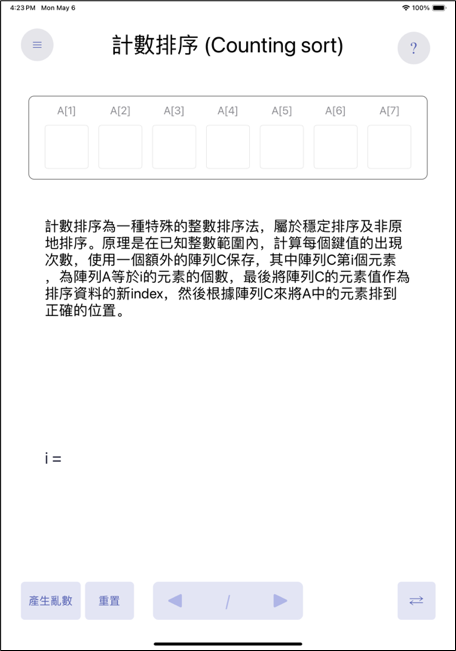 4:23 PM Mon May 6 100%
計數排序 (Counting sort)
?
A[1] A[2] A[3] A[4] A[5] A[6] A[7]
計數排序為一種特殊的整數排序法，屬於穩定排序及非原
地排序。原理是在已知整數範圍內，計算每個鍵值的出現
次數，使用一個額外的陣列C保存，其中陣列C第i個元素
，為陣列A等於i的元素的個數，最後將陣列C的元素值作為
排序資料的新index，然後根據陣列C來將A中的元素排到
正確的位置。
i =
產生亂數 重置 /